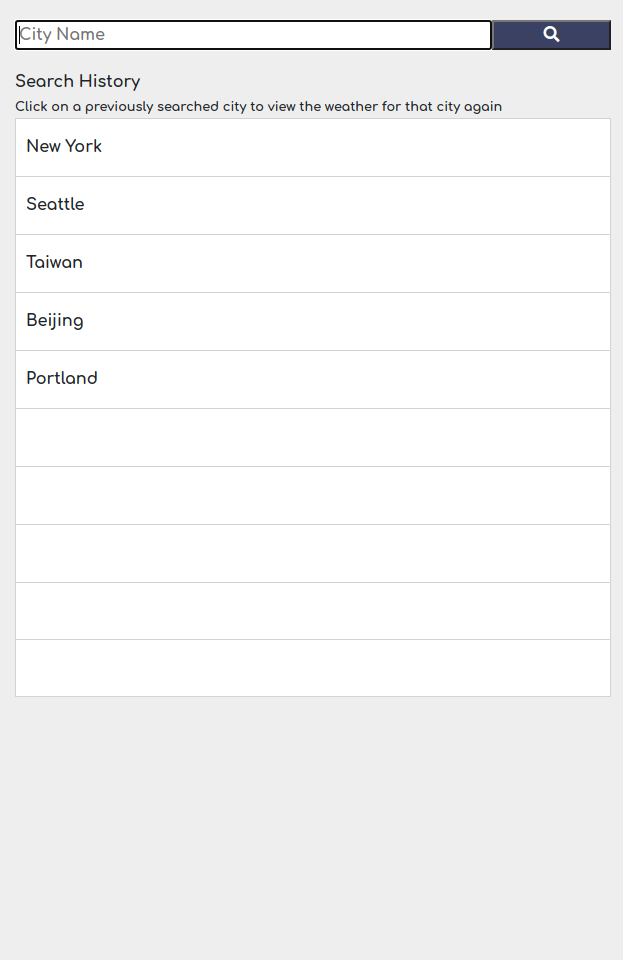 City Name
Search History
Click on a previously searched city to view the weather for that city again
New York
Seattle
Taiwan
Beijing
Portland